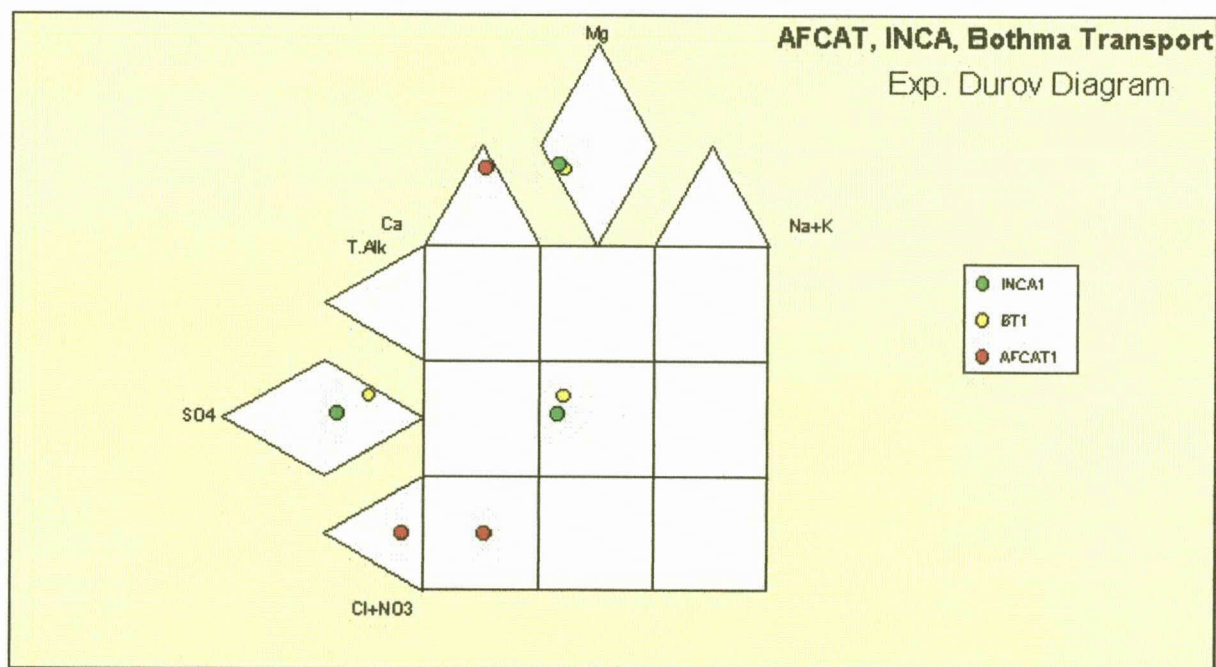 AFCAT, INCA, Bothma Transport
Exp. Durov Diagram
Mg
Ca
Na+K
T.Alk
SO4
Cl+NO3
INCA1
BT1
AFCAT1